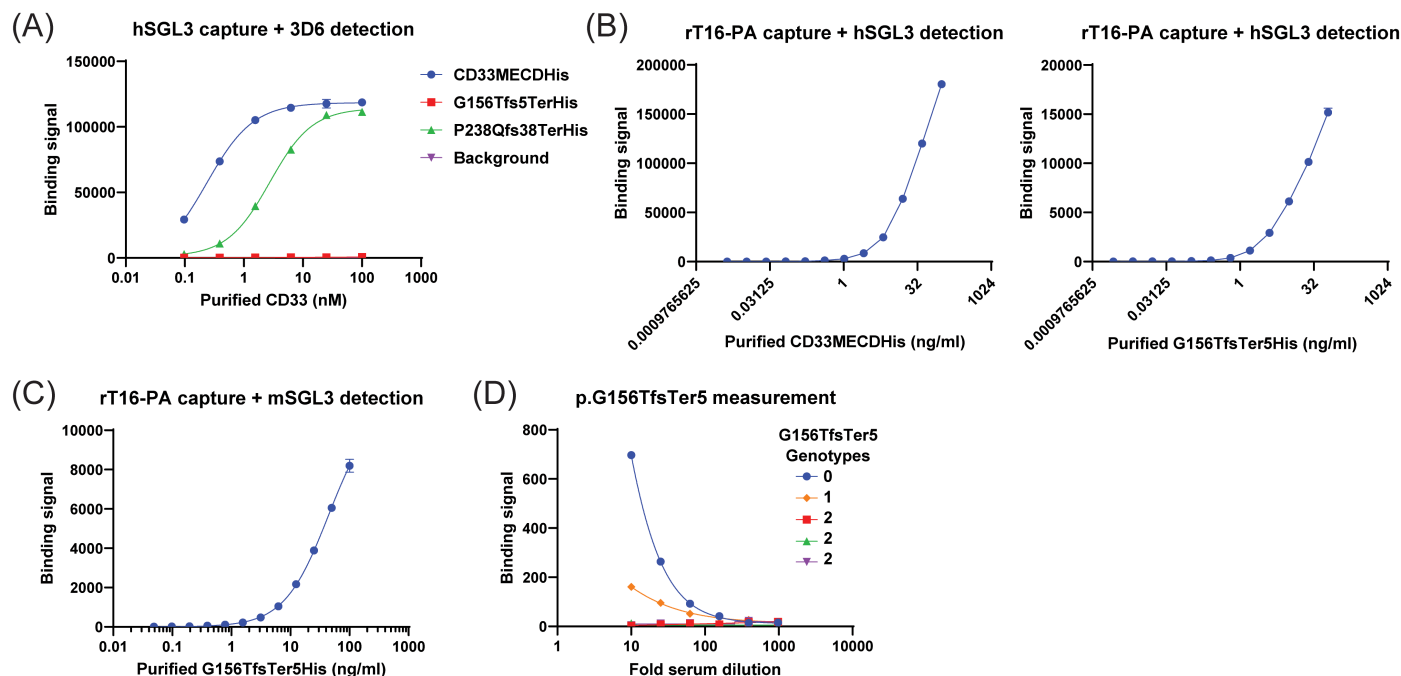 (A)
hSGL3 capture + 3D6 detection
150000
100000
50000
0
Binding signal
0.01
0.1
1
10
100
1000
Purified CD33 (nM)
CD33MECDHis
G156Tfs5TerHis
P238Qfs38TerHis
Background
(B)
rT16-PA capture + hSGL3 detection
200000
150000
100000
50000
0
Binding signal
0.0009765625
0.03125
1
32
1024
Purified CD33MECDHis (ng/ml)
rT16-PA capture + hSGL3 detection
20000
15000
10000
5000
0
Binding signal
0.0009765625
0.03125
1
32
1024
Purified G156TfsTer5His (ng/ml)
(C)
rT16-PA capture + mSGL3 detection
10000
8000
6000
4000
2000
0
Binding signal
0.01
0.1
1
10
100
1000
Purified G156TfsTer5His (ng/ml)
(D)
p.G156TfsTer5 measurement
800
600
400
200
0
Binding signal
1
10
100
1000
10000
Fold serum dilution
G156TfsTer5
Genotypes
0
1
2
2
2